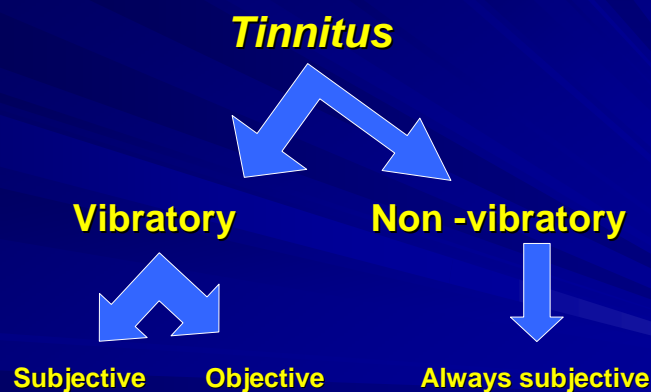 Tinnitus
Vibratory Non -vibratory
Subjective Objective Always subjective